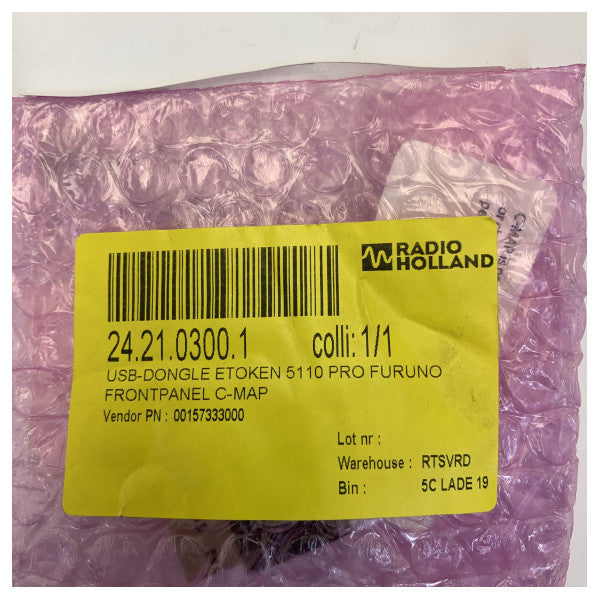 C-MAP
RADIO
HOLLAND
24.21.0300.1 colli: 1/1
USB-DONGLE ETOKEN 5110 PRO FURUNO
FRONTPANEL C-MAP
Vendor PN : 00157333000
Lot nr :
Warehouse : RTSVRD
Bin : 5C LADE 19